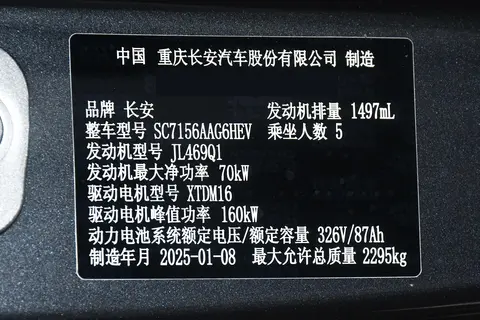 中国 重庆长安汽车股份有限公司 制造
品牌 长安 发动机排量 1497mL
整车型号 SC7156AAG6HEV 乘坐人数 5
发动机型号 JL469Q1
发动机最大净功率 70kW
驱动电机型号 XTDM16
驱动电机峰值功率 160kW
动力电池系统额定电压/额定容量 326V/87Ah
制造年月 2025-01-08 最大允许总质量 2295kg